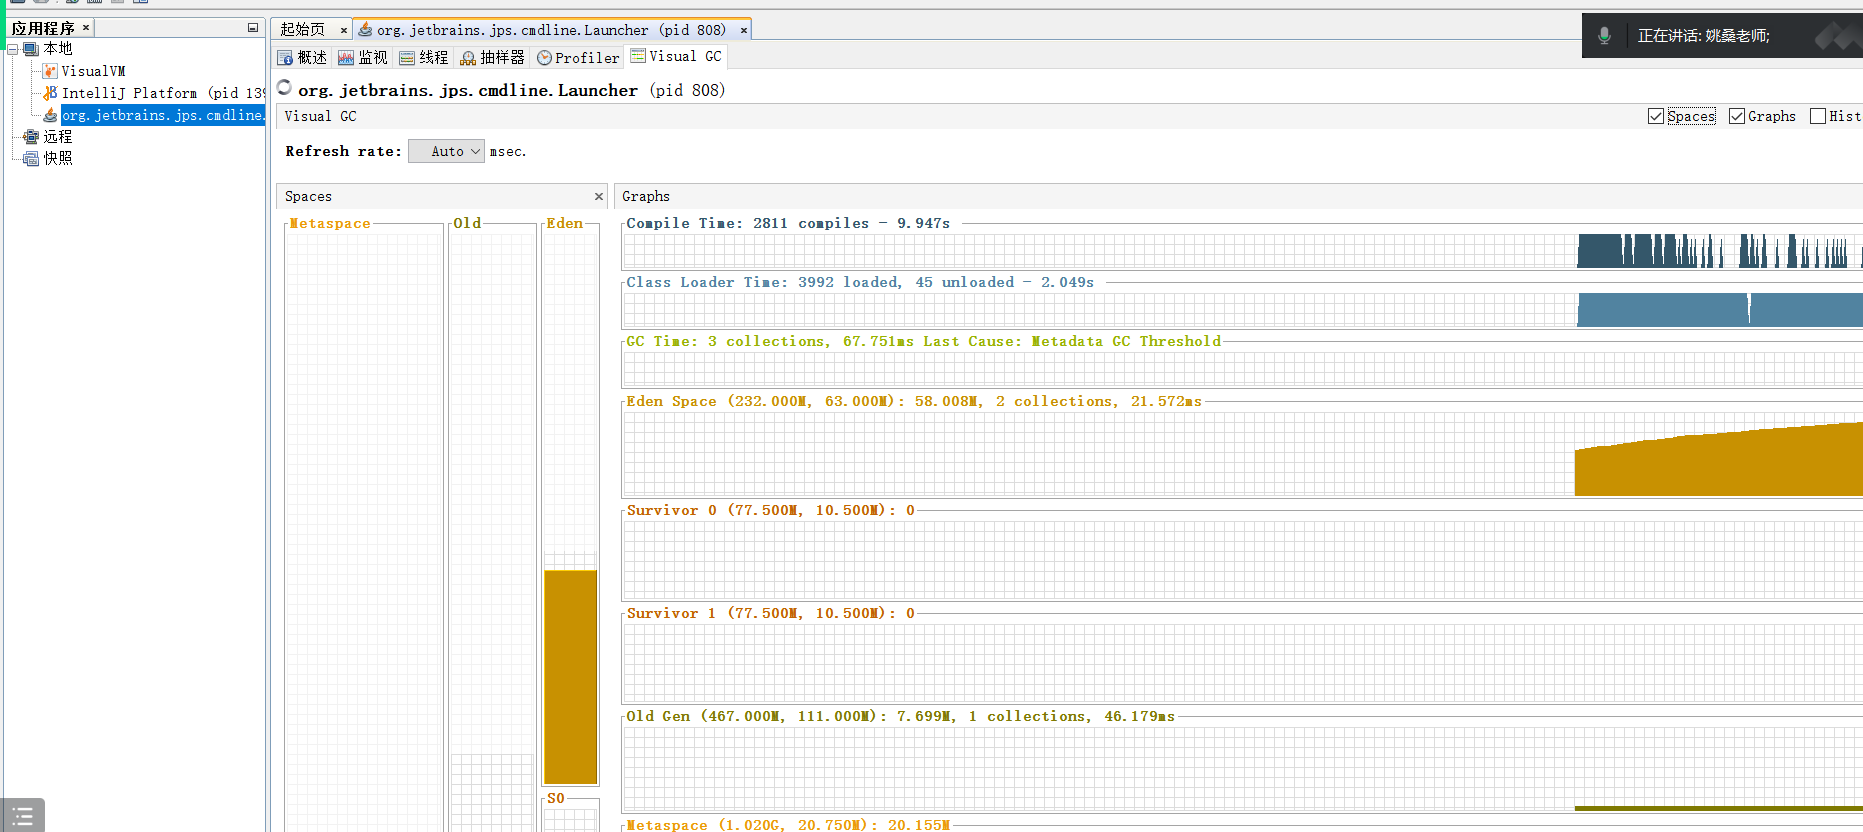 应用程序
本地
VisualVM
IntelliJ Platform (pid 139
org.jetbrains.jps.cmdline.
远程
快照
起始页
org.jetbrains.jps.cmdline.Launcher (pid 808)
概述 监视 线程 抽样器 Profiler Visual GC
org.jetbrains.jps.cmdline.Launcher (pid 808)
正在讲话: 姚燊老师;
Visual GC
Spaces Graphs Hist
Refresh rate: Auto msec.
Spaces
Metaspace Old Eden
S0
Graphs
Compile Time: 2811 compiles - 9.947s
Class Loader Time: 3992 loaded, 45 unloaded - 2.049s
GC Time: 3 collections, 67.751ms Last Cause: Metadata GC Threshold
Eden Space (232.000M, 63.000M): 58.008M, 2 collections, 21.572ms
Survivor 0 (77.500M, 10.500M): 0
Survivor 1 (77.500M, 10.500M): 0
Old Gen (467.000M, 111.000M): 7.699M, 1 collections, 46.179ms
Metaspace (1.020G, 20.750M): 20.155M